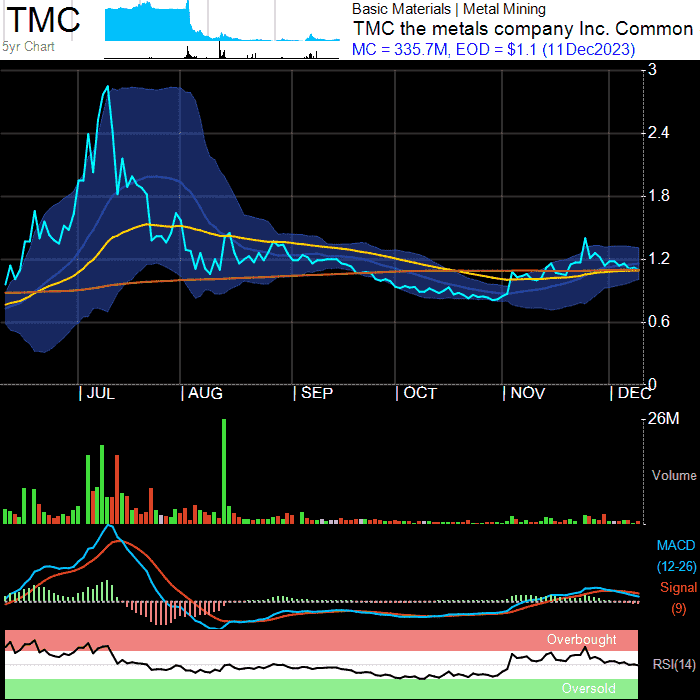 TMC
5yr Chart
Basic Materials | Metal Mining
TMC the metals company Inc. Common
MC = 335.7M, EOD = $1.1 (11Dec2023)
3
2.4
1.8
1.2
0.6
0
| JUL | AUG | SEP | OCT | NOV | DEC
26M
Volume
MACD
(12-26)
Signal
(9)
Overbought
RSI(14)
Oversold